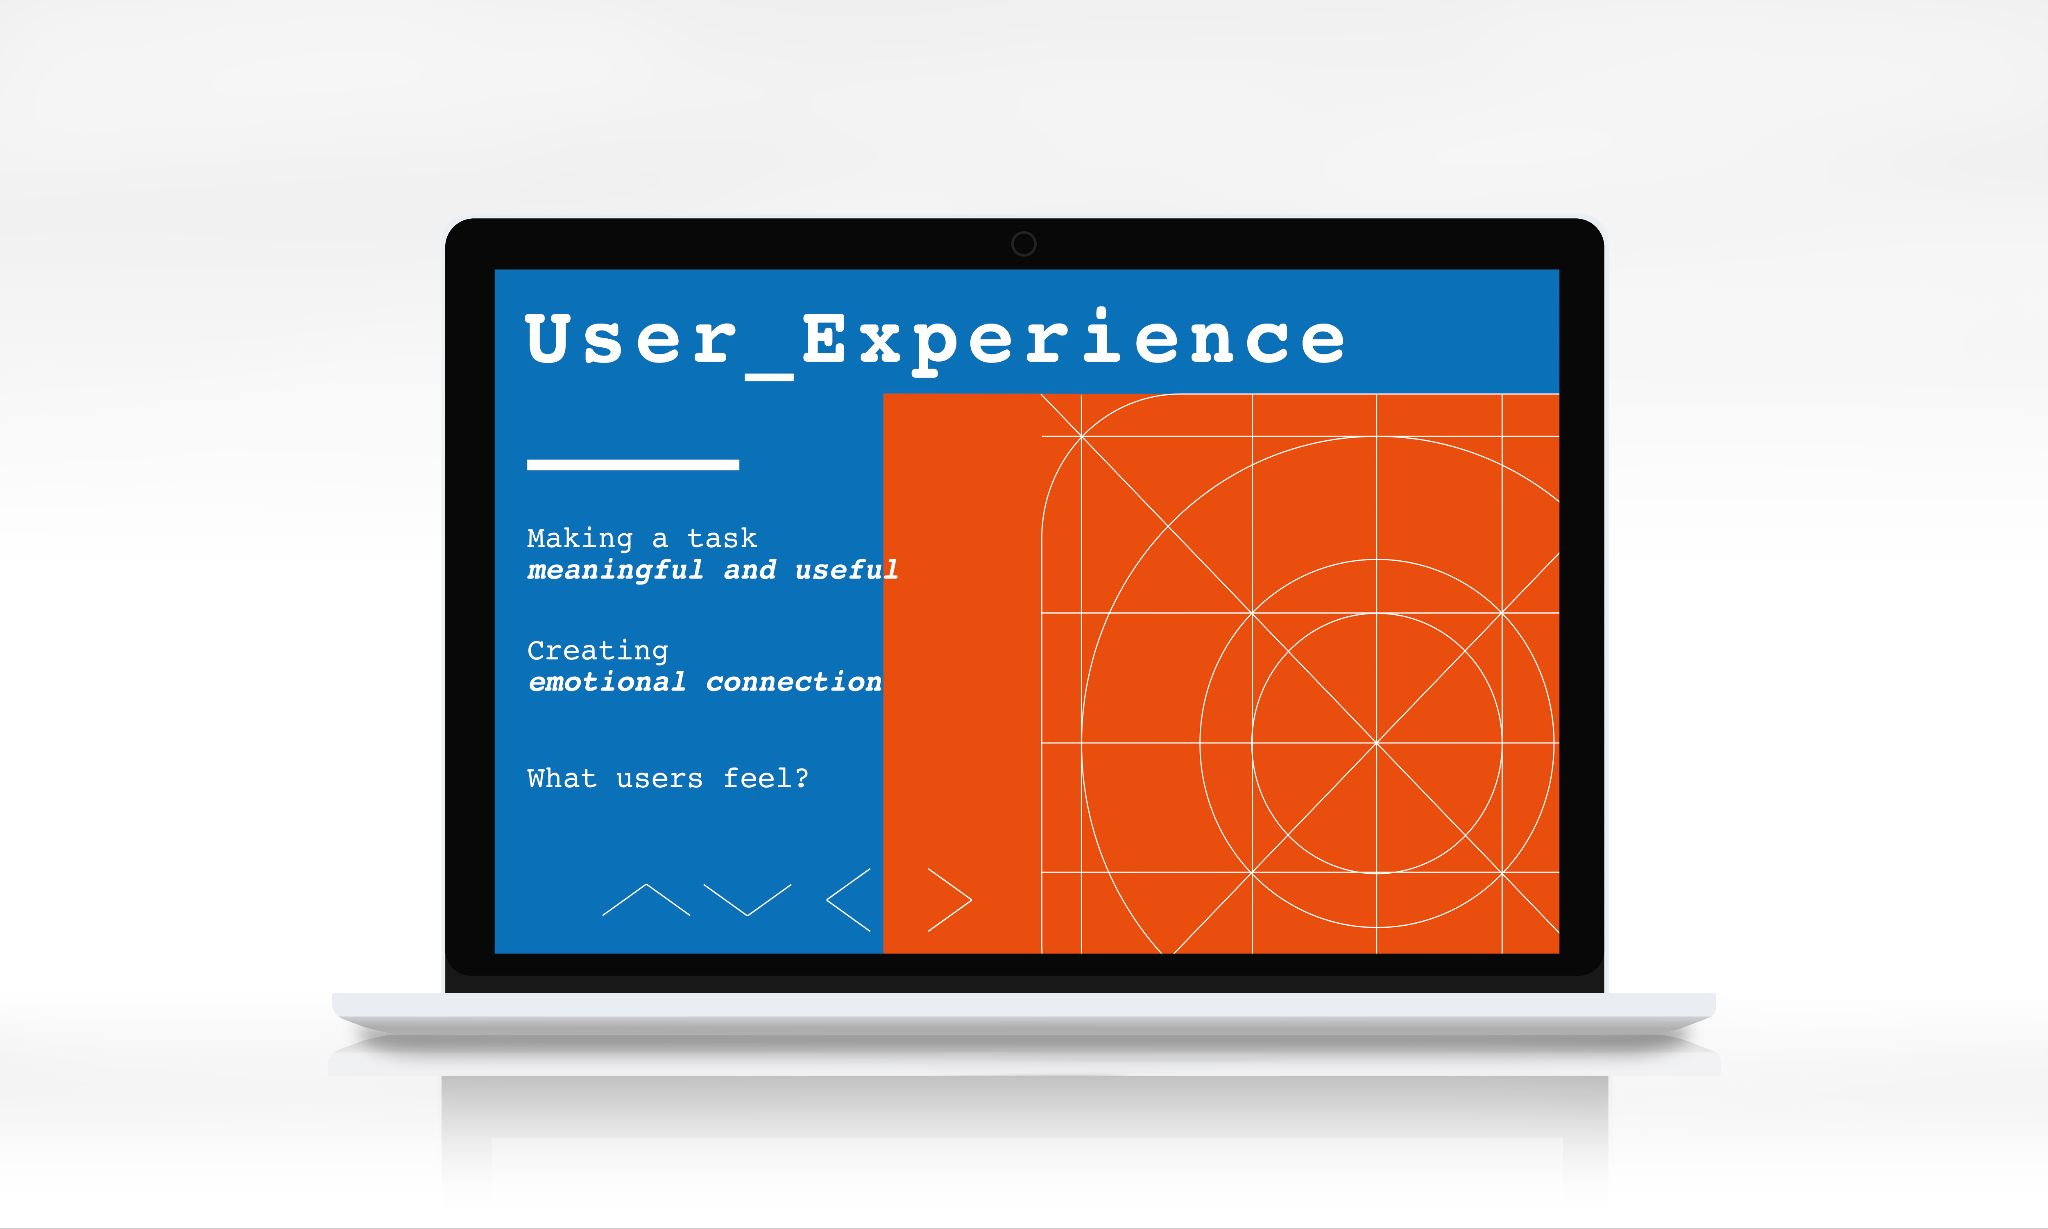 User_Experience
Making a task
meaningful and useful
Creating
emotional connection
What users feel?